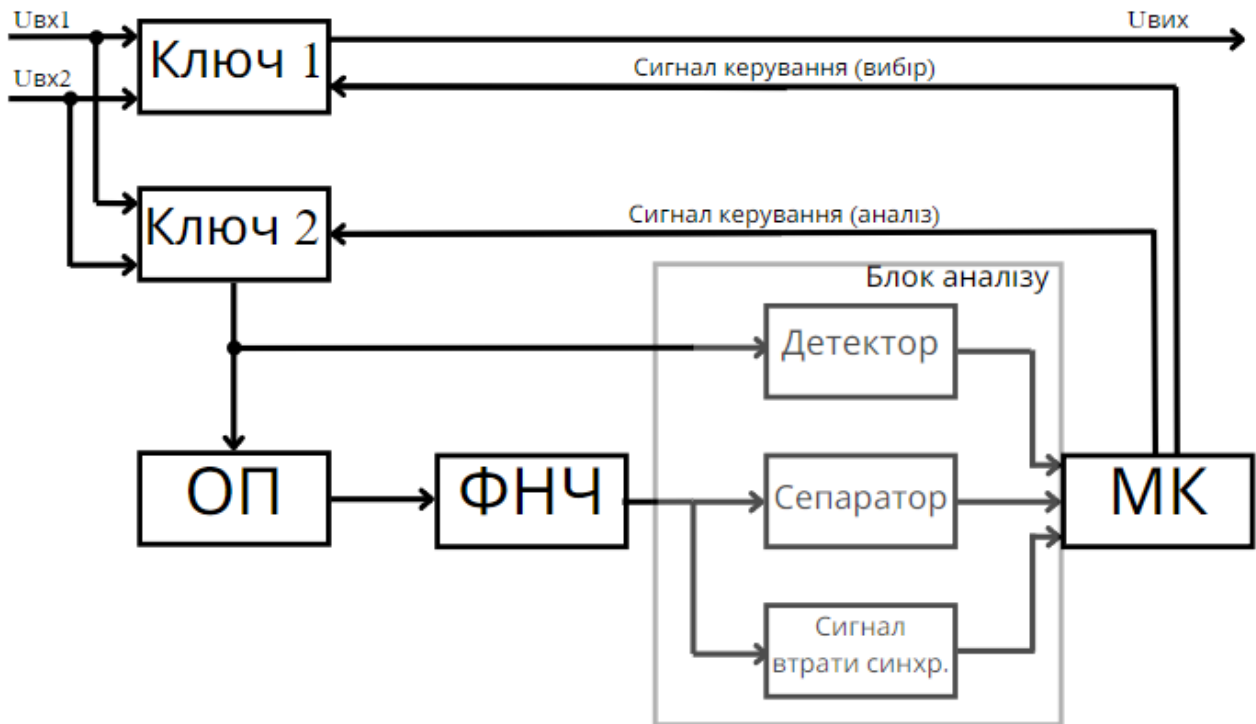 Uвх1
Uвих
Ключ 1
Сигнал керування (вибір)
Uвх2
Ключ 2
Сигнал керування (аналіз)
Блок аналізу
Детектор
ОП
ФНЧ
Сепаратор
МК
Сигнал
втрати синхр.